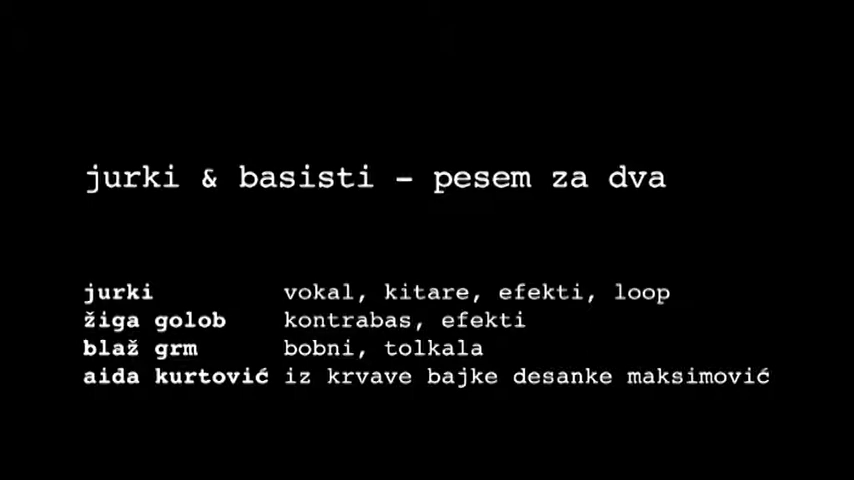 jurki & basisti - pesem za dva
jurki vokal, kitare, efekti, loop
žiga golob kontrabas, efekti
blaž grm bobni, tolkala
aida kurtović iz krvave bajke desanke maksimović